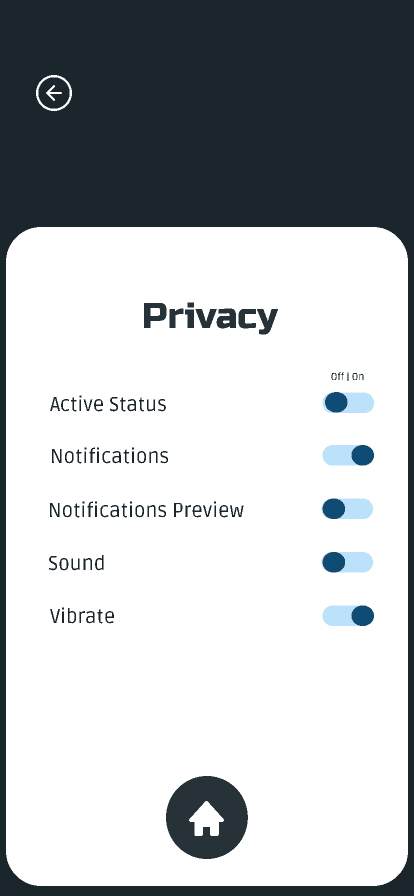 Privacy
Off | On
Active Status
Notifications
Notifications Preview
Sound
Vibrate